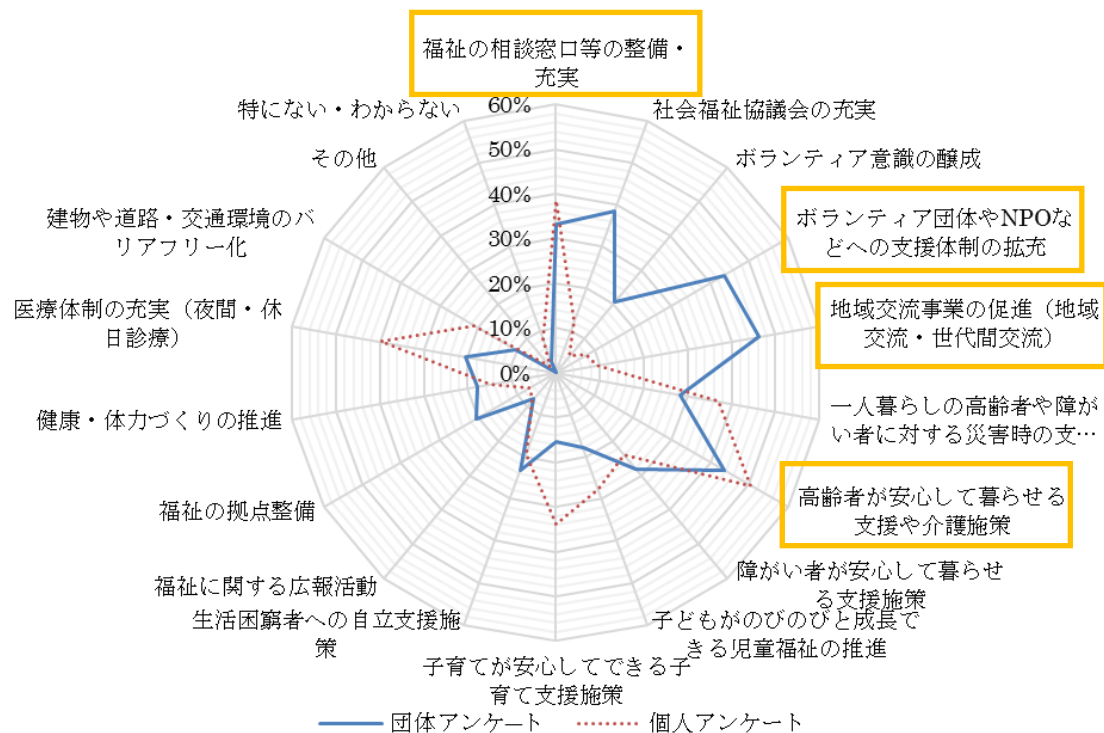 福祉の相談窓口等の整備・
充実
社会福祉協議会の充実
ボランティア意識の醸成
ボランティア団体やNPOな
どへの支援体制の拡充
地域交流事業の促進（地域
交流・世代間交流）
一人暮らしの高齢者や障が
い者に対する災害時の支…
高齢者が安心して暮らせる
支援や介護施策
障がい者が安心して暮らせ
る支援施策
子どもがのびのびと成長で
きる児童福祉の推進
子育てが安心してできる子
育て支援施策
生活困窮者への自立支援施
策
福祉に関する広報活動
福祉の拠点整備
健康・体力づくりの推進
医療体制の充実（夜間・休
日診療）
建物や道路・交通環境のバ
リアフリー化
その他
特にない・わからない
60%
50%
40%
30%
20%
10%
0%
団体アンケート
個人アンケート